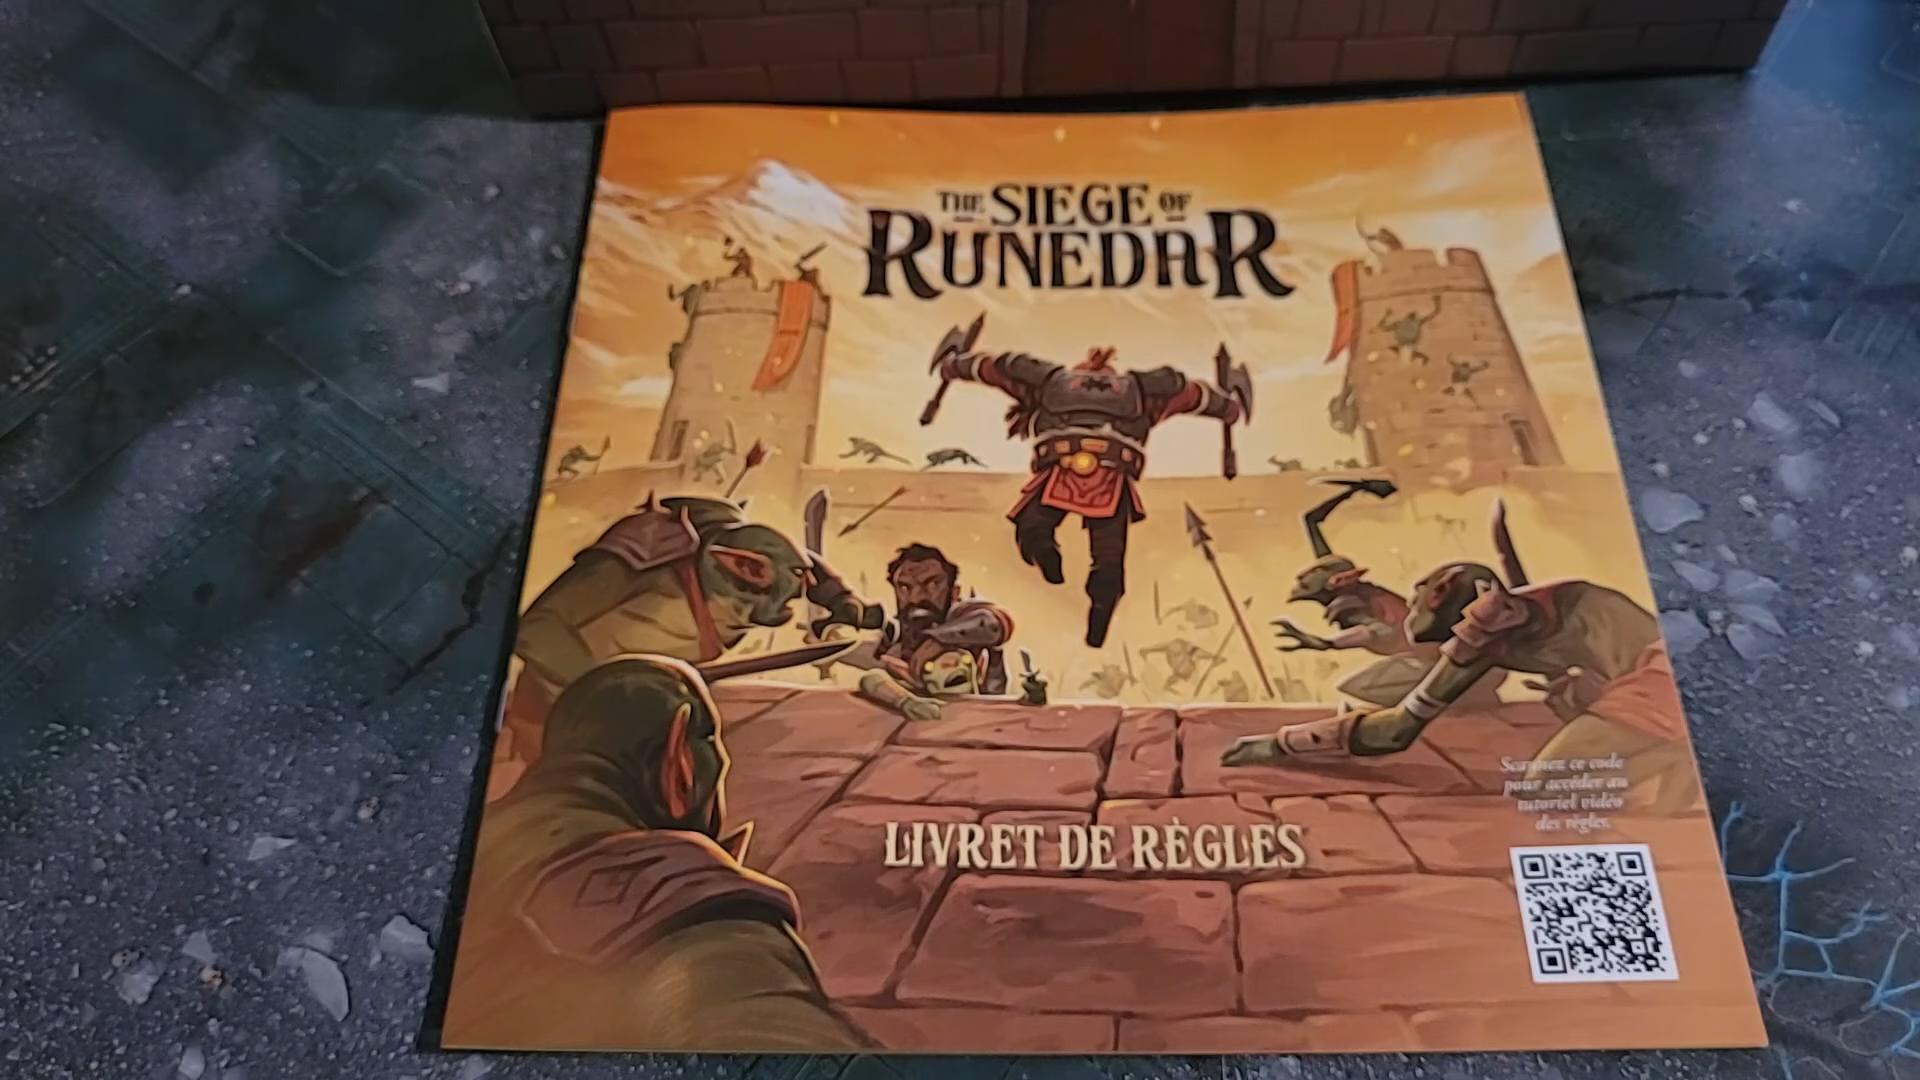 THE SIEGE OF
RUNEDAR
LIVRET DE RÈGLES
Scannez ce code
pour accéder au
tutoriel vidéo
des règles.